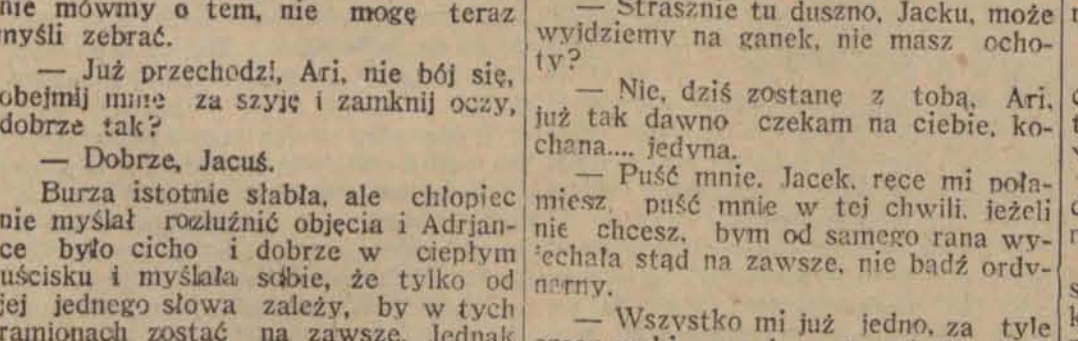 nie mówmy o tem, nie mogę teraz
myśli zebrać.
— Już przechodzi, Ari, nie bój się,
obejmij mnie za szyję i zamknij oczy,
dobrze tak?
— Dobrze, Jacuś.
Burza istotnie słabła, ale chłopiec
nie myślał rozluźnić objęcia i Adrjan-
ce było cicho i dobrze w ciepłym
uścisku i myślała sobie, że tylko od
jej jednego słowa zależy, by w tych
ramionach zostać na zawsze. Jednak
— Strasznie tu duszno, Jacku, może
wyjdziemy na ganek, nie masz ocho-
ty?
— Nie, dziś zostanę z tobą, Ari,
już tak dawno czekam na ciebie, ko-
chana.... jedyna.
— Puść mnie, Jacek, ręce mi poła-
miesz, puść mnie w tej chwili, jeżeli
nie chcesz, bym od samego rana wy-
jechała stąd na zawsze, nie bądź ordy-
narny.
— Wszystko mi już jedno, za tyle